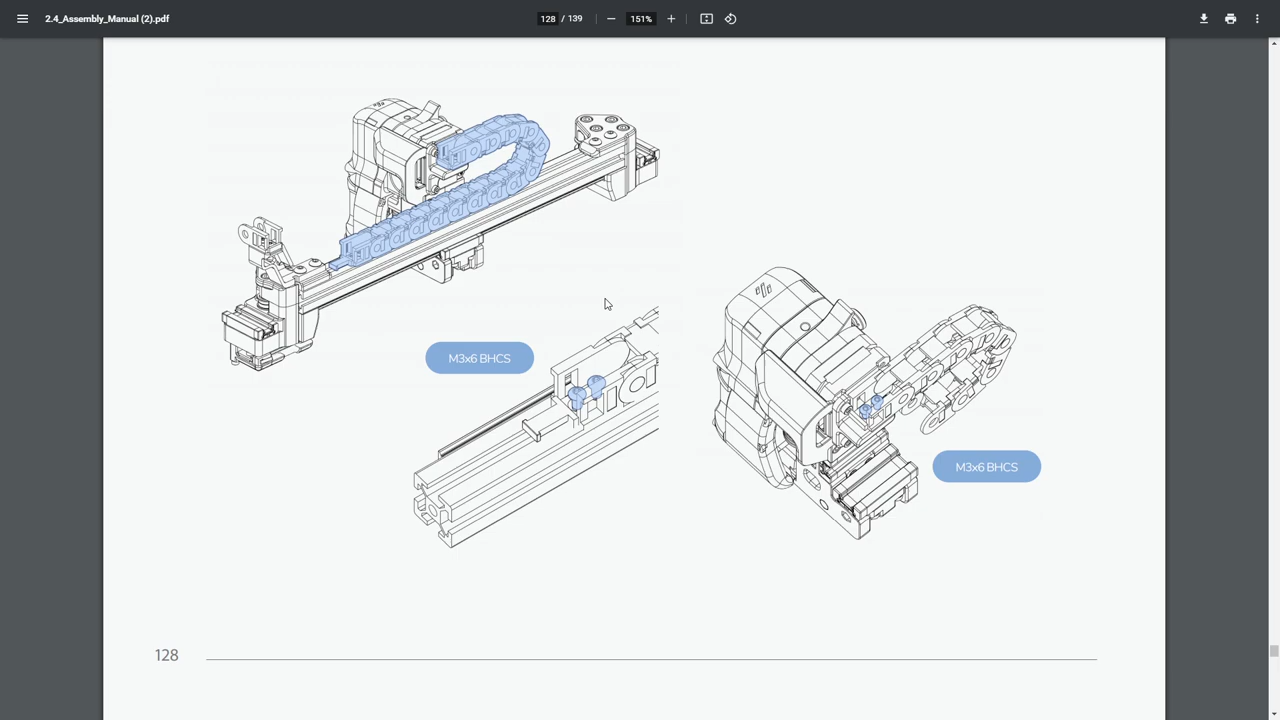 2.4_Assembly_Manual (2).pdf
128 / 139
151%
M3x6 BHCS
M3x6 BHCS
128